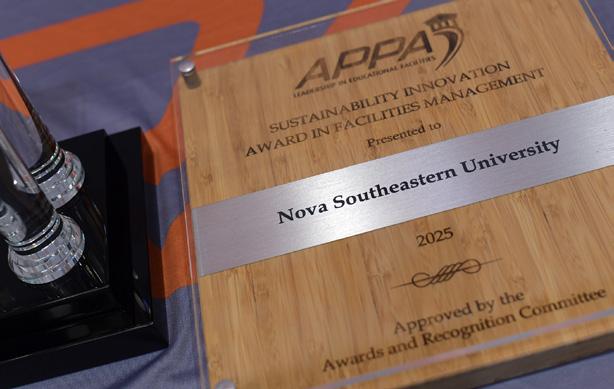 APPA
LEADERSHIP IN EDUCATIONAL FACILITIES
SUSTAINABILITY INNOVATION
AWARD IN FACILITIES MANAGEMENT
Presented to
Nova Southeastern University
2025
Approved by the
Awards and Recognition Committee